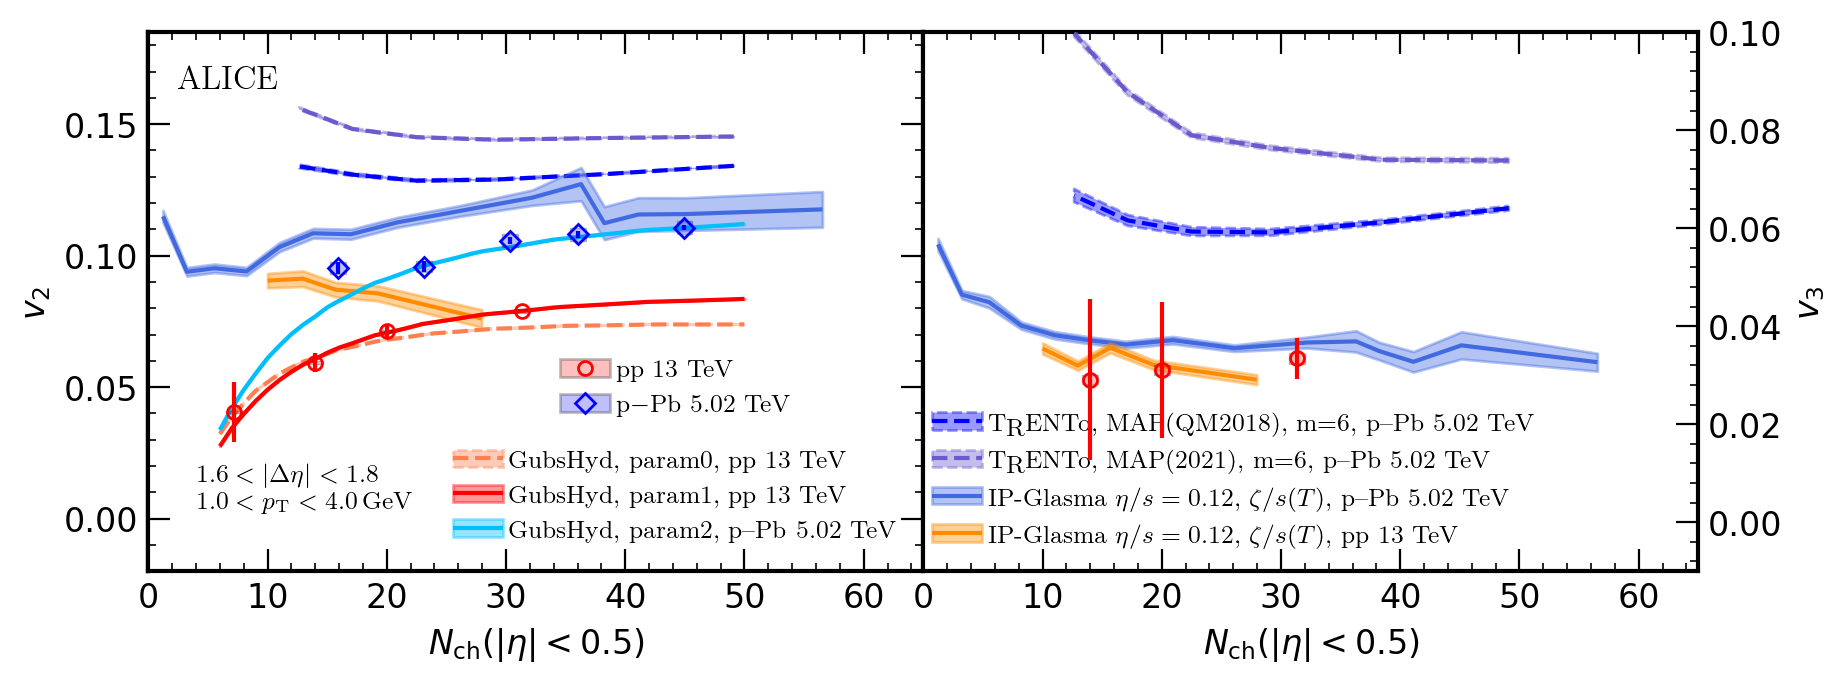 ALICE
0.15
0.10
0.05
0.00
v2
pp 13 TeV
p−Pb 5.02 TeV
GubsHyd, param0, pp 13 TeV
GubsHyd, param1, pp 13 TeV
GubsHyd, param2, p–Pb 5.02 TeV
1.6 < |Δη| < 1.8
1.0 < pT < 4.0 GeV
0 10 20 30 40 50 60
Nch(|η| < 0.5)
0.10
0.08
0.06
0.04
0.02
0.00
v3
TRENTo, MAP(QM2018), m=6, p–Pb 5.02 TeV
TRENTo, MAP(2021), m=6, p–Pb 5.02 TeV
IP-Glasma η/s = 0.12, ζ/s(T), p–Pb 5.02 TeV
IP-Glasma η/s = 0.12, ζ/s(T), pp 13 TeV
0 10 20 30 40 50 60
Nch(|η| < 0.5)